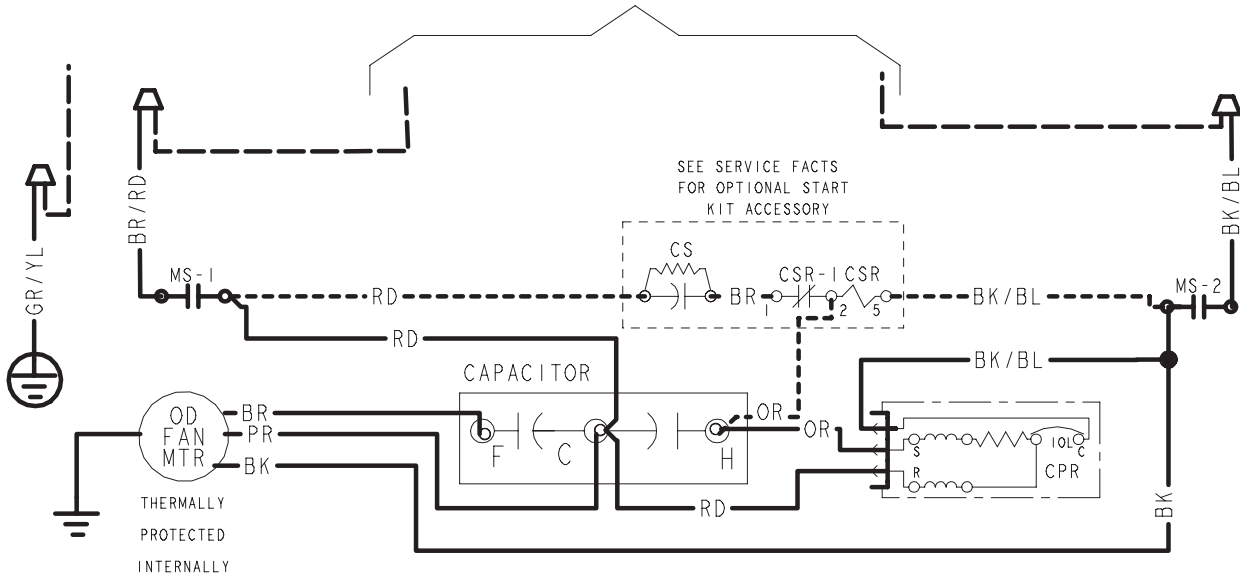 SEE SERVICE FACTS
FOR OPTIONAL START
KIT ACCESSORY
BR/RD
BK/BL
GR/YL
CS
MS-1
CSR-1 CSR
MS-2
RD
BR
1
2
5
BK/BL
RD
BK/BL
CAPACITOR
OD
FAN
MTR
BR
PR
BK
F
C
H
OR
OR
S
R
IOL
C
CPR
RD
BK
THERMALLY
PROTECTED
INTERNALLY